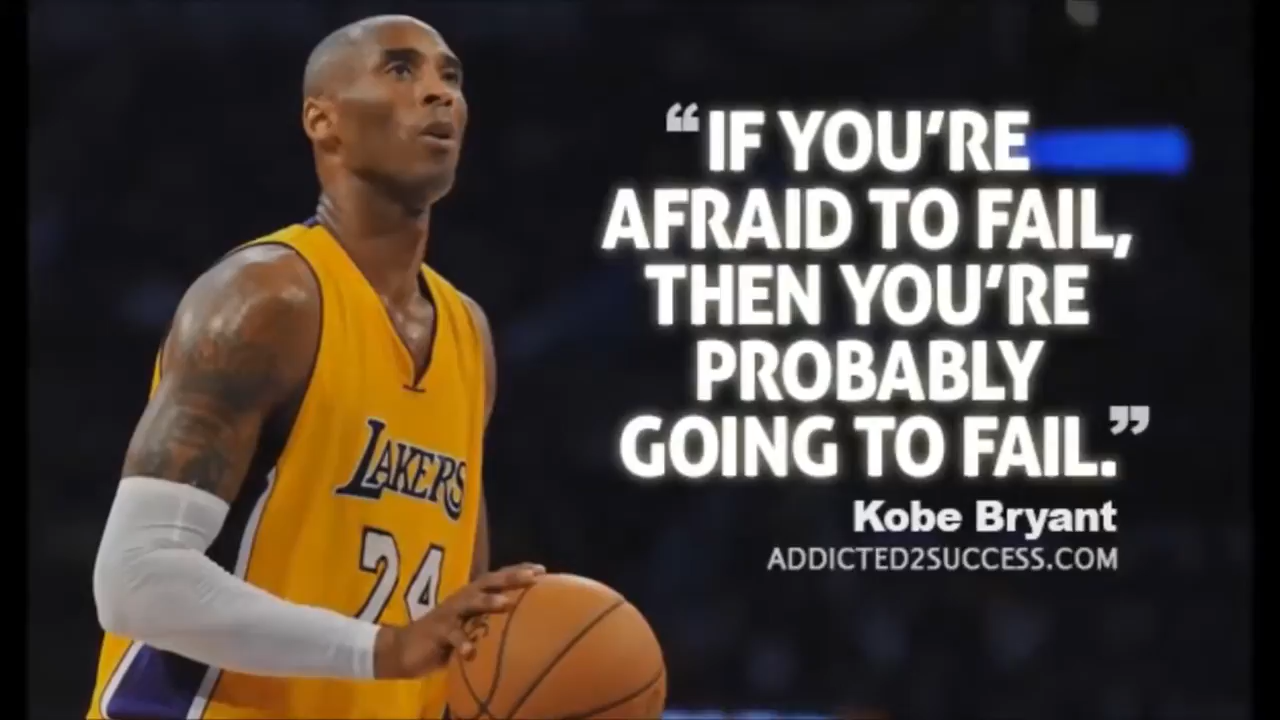 “IF YOU’RE
AFRAID TO FAIL,
THEN YOU’RE
PROBABLY
GOING TO FAIL.”
Kobe Bryant
ADDICTED2SUCCESS.COM
LAKERS
24